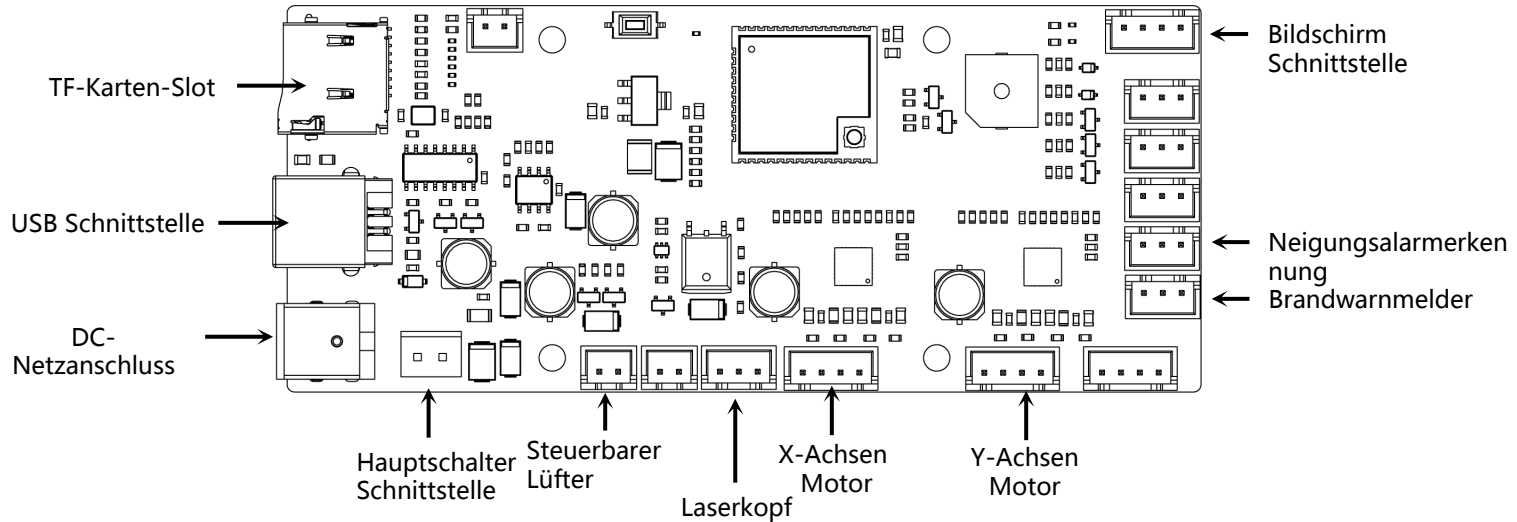 Bildschirm
Schnittstelle
TF-Karten-Slot
USB Schnittstelle
Neigungsalarmerken
nung
Brandwarnmelder
DC-
Netzanschluss
Hauptschalter
Schnittstelle
Steuerbarer
Lüfter
Laserkopf
X-Achsen
Motor
Y-Achsen
Motor